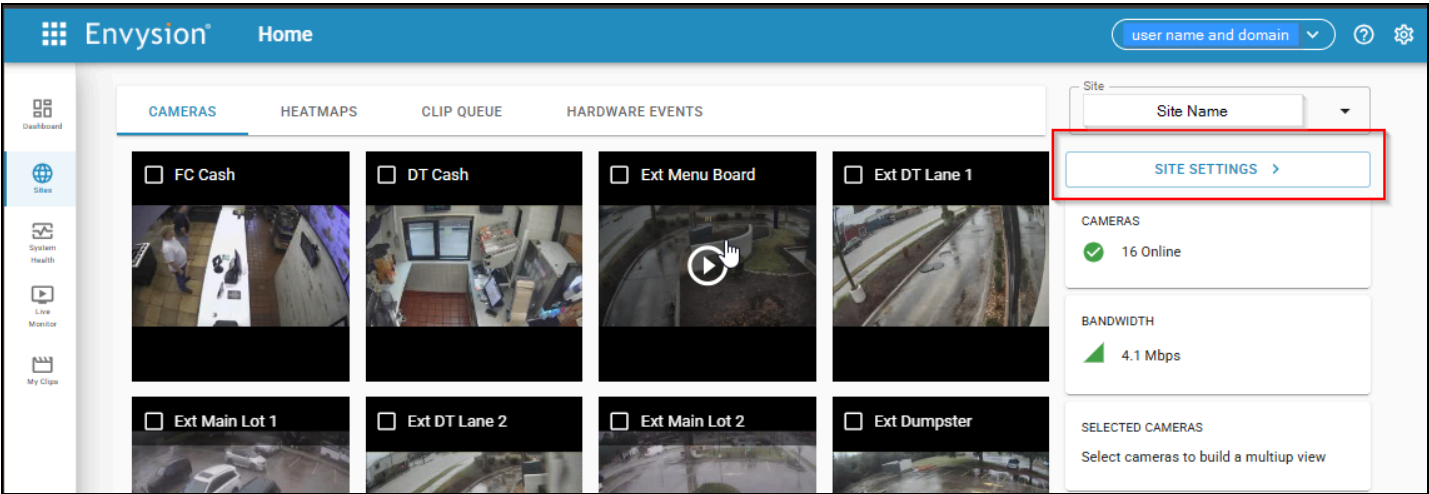 Envysion®
Home
user name and domain
Dashboard
Sites
System
Health
Live
Monitor
My Clips
CAMERAS
HEATMAPS
CLIP QUEUE
HARDWARE EVENTS
FC Cash
DT Cash
Ext Menu Board
Ext DT Lane 1
Ext Main Lot 1
Ext DT Lane 2
Ext Main Lot 2
Ext Dumpster
Site
Site Name
SITE SETTINGS >
CAMERAS
16 Online
BANDWIDTH
4.1 Mbps
SELECTED CAMERAS
Select cameras to build a multiup view